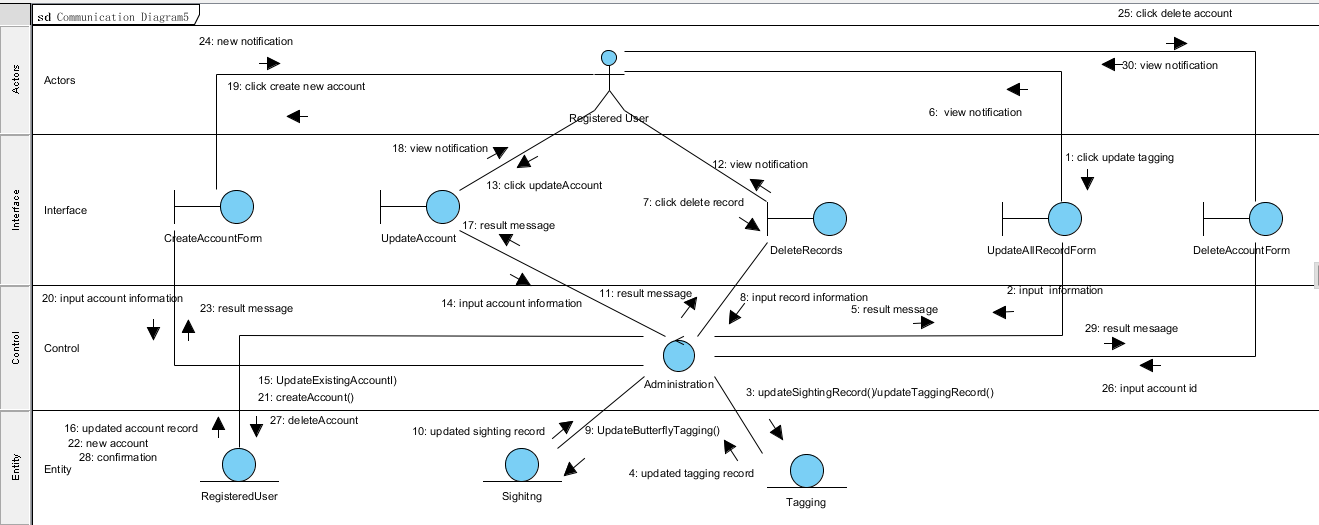 sd Communication Diagram5
25: click delete account
24: new notification
30: view notification
Actors
Actors
19: click create new account
6: view notification
Registered User
18: view notification
12: view notification
1: click update tagging
13: click updateAccount
7: click delete record
Interface
Interface
17: result message
CreateAccountForm
UpdateAccount
DeleteRecords
UpdateAllRecordForm
DeleteAccountForm
20: input account information
23: result message
14: input account information
11: result message
8: input record information
2: input information
5: result message
29: result mesaage
Control
Control
Administration
15: UpdateExistingAccountI)
21: createAccount()
3: updateSightingRecord()/updateTaggingRecord()
26: input account id
27: deleteAccount
16: updated account record
22: new account
28: confirmation
10: updated sighting record
9: UpdateButterflyTagging()
4: updated tagging record
Entity
Entity
RegisteredUser
Sighitng
Tagging